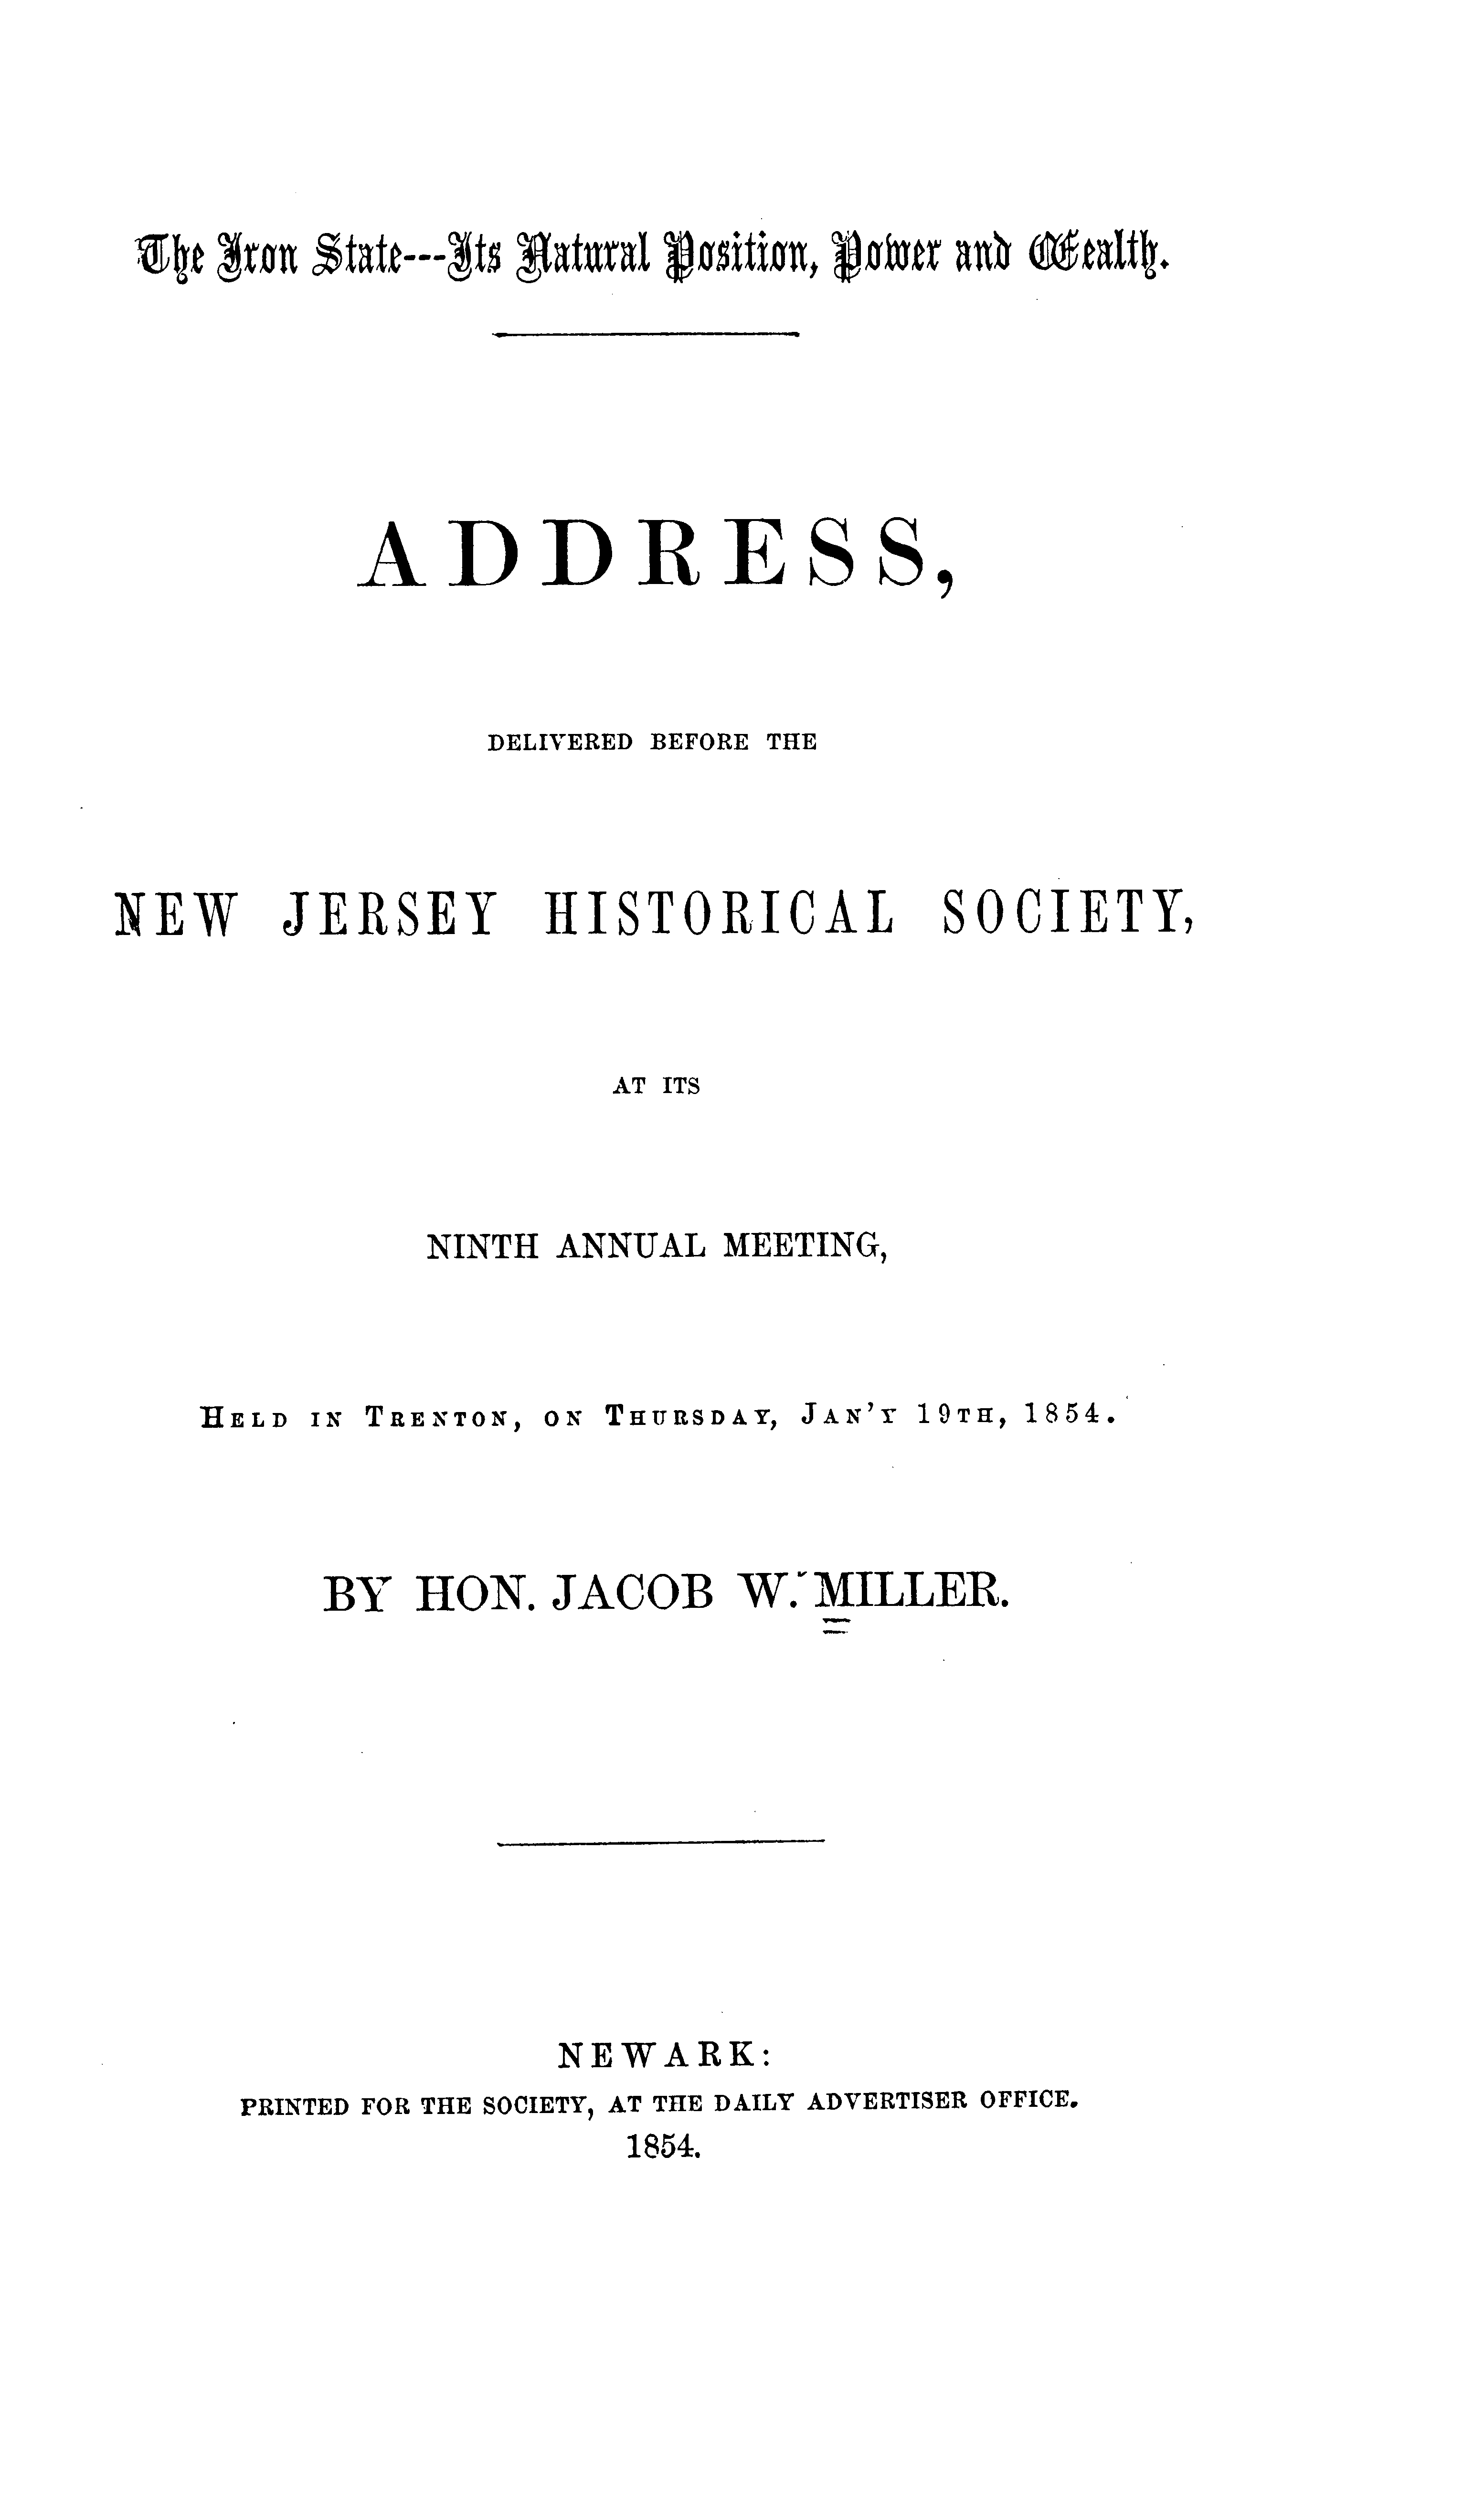 The Iron State---Its Natural Position, Power and Wealth.
ADDRESS,
DELIVERED BEFORE THE
NEW JERSEY HISTORICAL SOCIETY,
AT ITS
NINTH ANNUAL MEETING,
HELD IN TRENTON, ON THURSDAY, JAN'Y 19TH, 1854.
BY HON. JACOB W. MILLER.
NEWARK:
PRINTED FOR THE SOCIETY, AT THE DAILY ADVERTISER OFFICE.
1854.